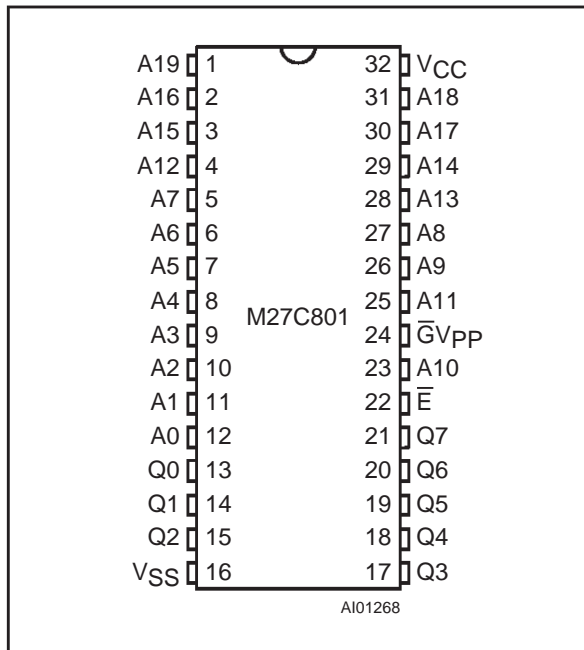 A19 1 32 VCC
A16 2 31 A18
A15 3 30 A17
A12 4 29 A14
A7 5 28 A13
A6 6 27 A8
A5 7 26 A9
A4 8 25 A11
M27C801
A3 9 24 G̅VPP
A2 10 23 A10
A1 11 22 E̅
A0 12 21 Q7
Q0 13 20 Q6
Q1 14 19 Q5
Q2 15 18 Q4
VSS 16 17 Q3
AI01268